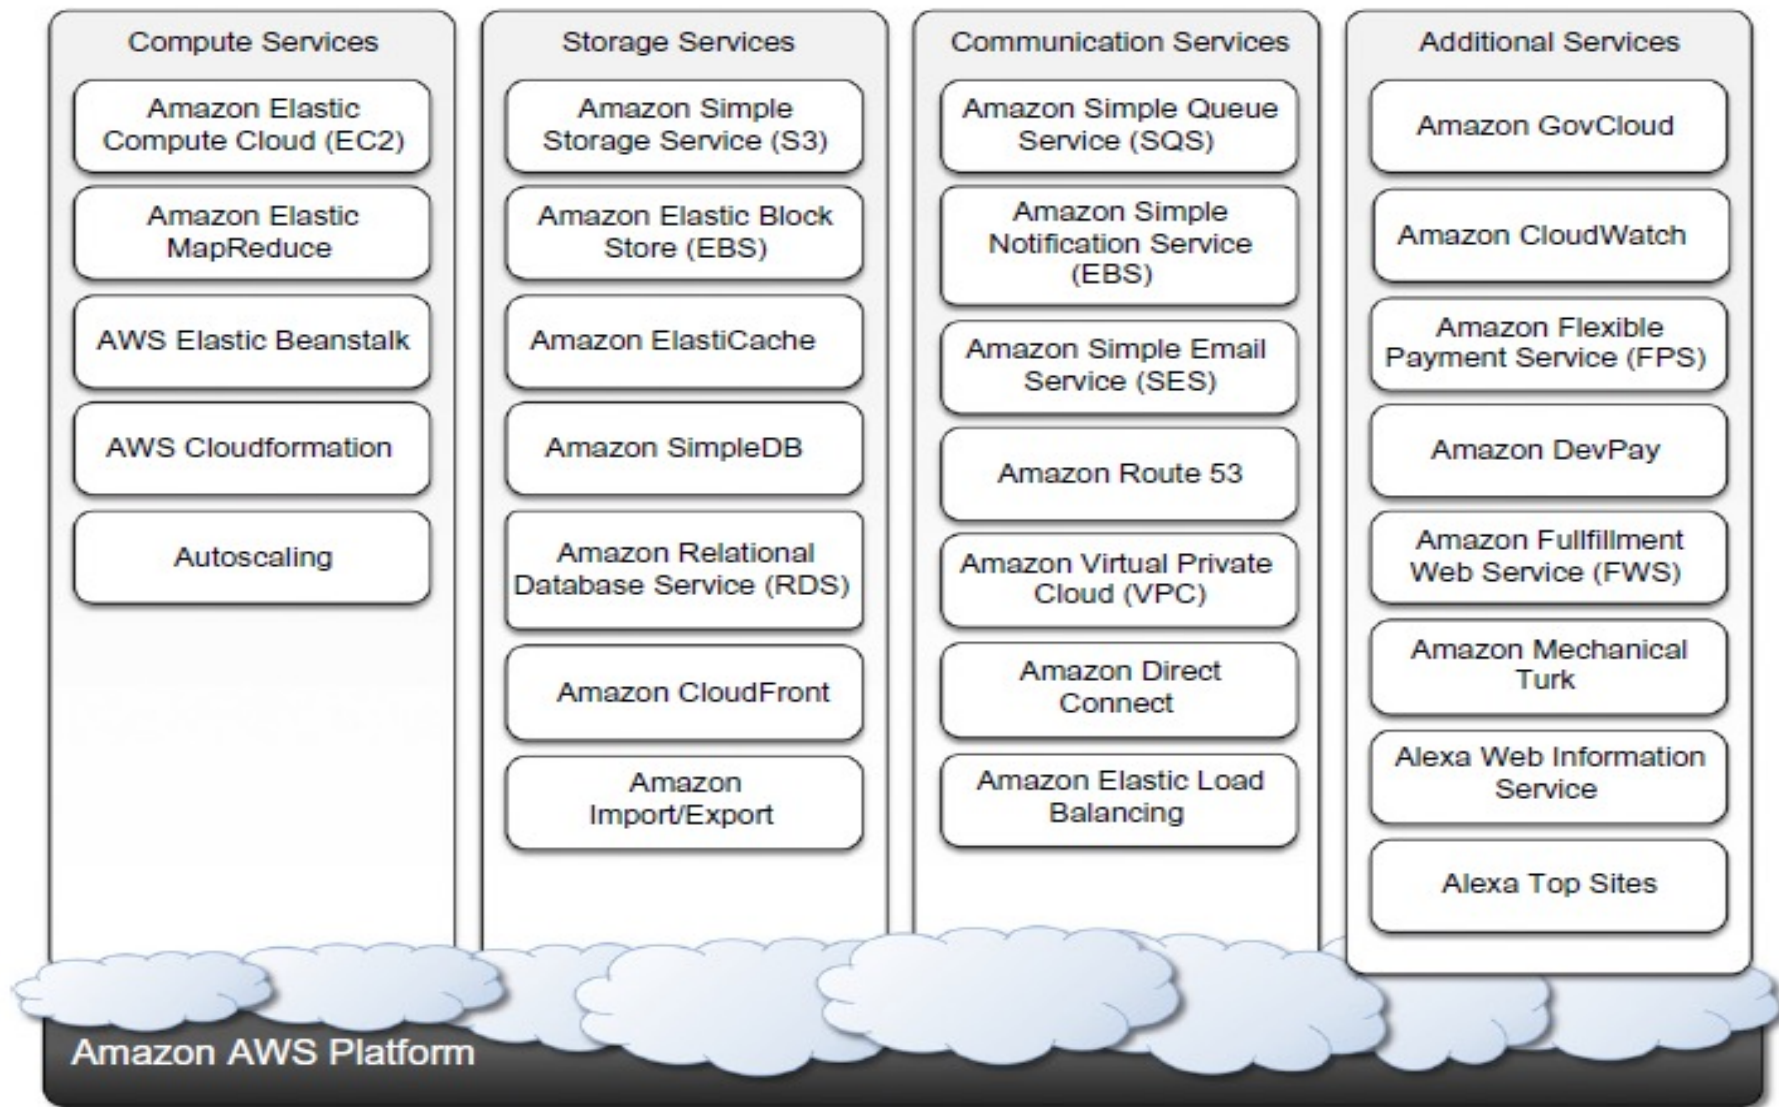 Compute Services
Amazon Elastic
Compute Cloud (EC2)
Amazon Elastic
MapReduce
AWS Elastic Beanstalk
AWS Cloudformation
Autoscaling
Storage Services
Amazon Simple
Storage Service (S3)
Amazon Elastic Block
Store (EBS)
Amazon ElastiCache
Amazon SimpleDB
Amazon Relational
Database Service (RDS)
Amazon CloudFront
Amazon
Import/Export
Communication Services
Amazon Simple Queue
Service (SQS)
Amazon Simple
Notification Service
(EBS)
Amazon Simple Email
Service (SES)
Amazon Route 53
Amazon Virtual Private
Cloud (VPC)
Amazon Direct
Connect
Amazon Elastic Load
Balancing
Additional Services
Amazon GovCloud
Amazon CloudWatch
Amazon Flexible
Payment Service (FPS)
Amazon DevPay
Amazon Fullfillment
Web Service (FWS)
Amazon Mechanical
Turk
Alexa Web Information
Service
Alexa Top Sites
Amazon AWS Platform